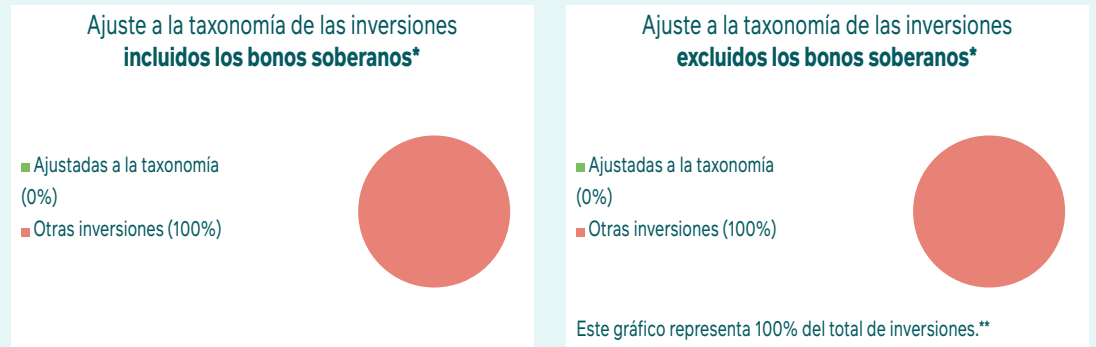 Ajuste a la taxonomía de las inversiones
incluidos los bonos soberanos*
Ajustadas a la taxonomía
(0%)
Otras inversiones (100%)
Ajuste a la taxonomía de las inversiones
excluidos los bonos soberanos*
Ajustadas a la taxonomía
(0%)
Otras inversiones (100%)
Este gráfico representa 100% del total de inversiones.**